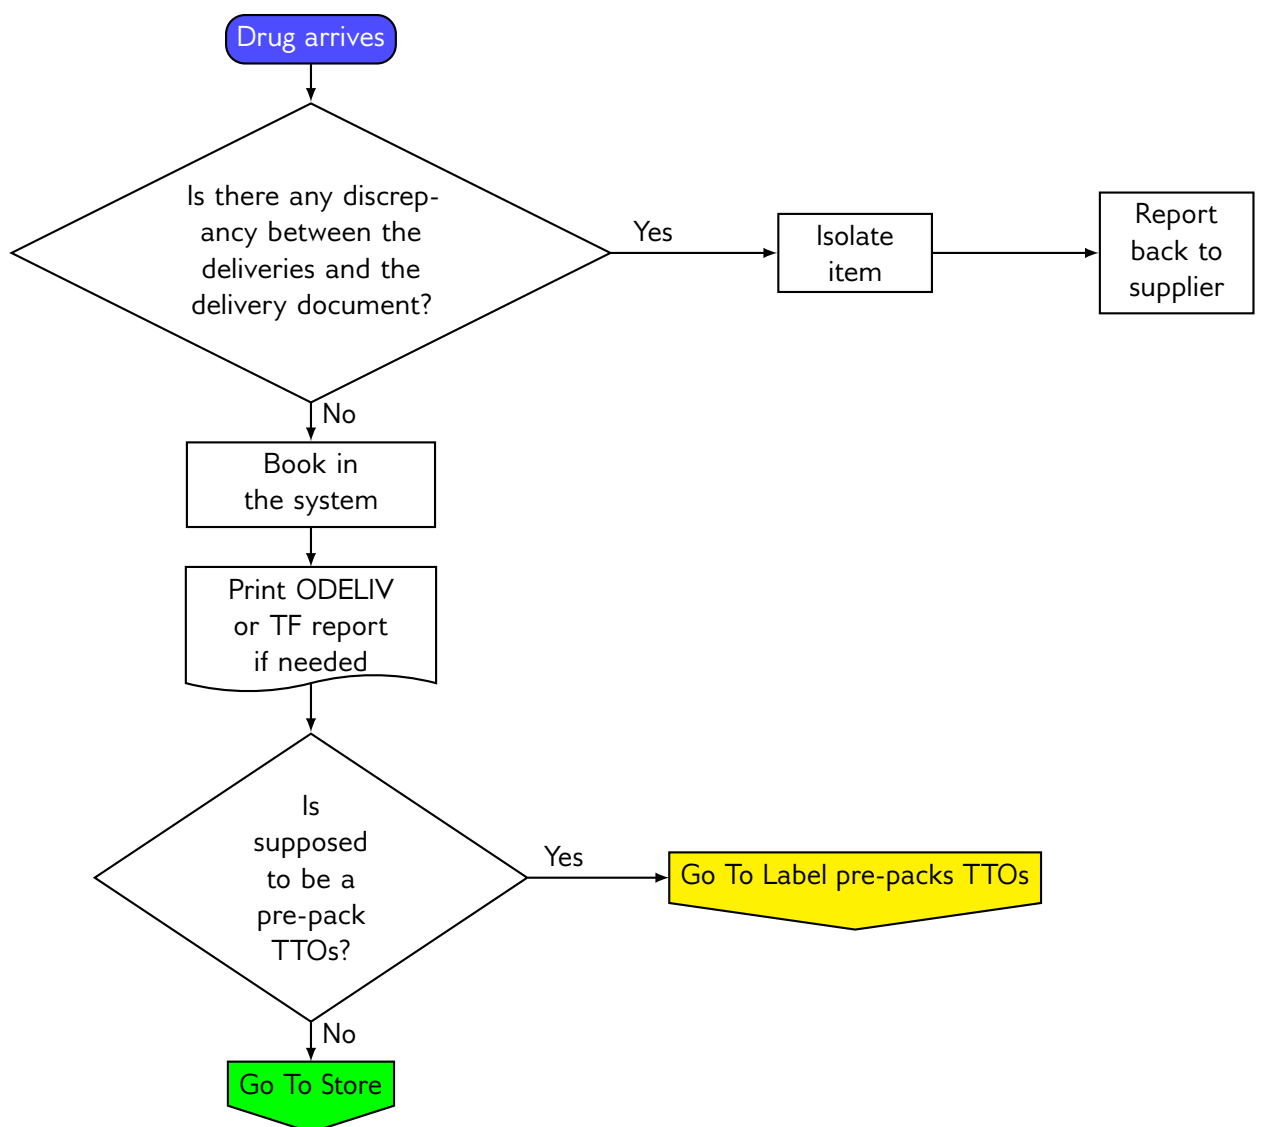 Drug arrives
Is there any discrep-
ancy between the
deliveries and the
delivery document?
Yes
Isolate
item
Report
back to
supplier
No
Book in
the system
Print ODELIV
or TF report
if needed
Is
supposed
to be a
pre-pack
TTOs?
Yes
Go To Label pre-packs TTOs
No
Go To Store